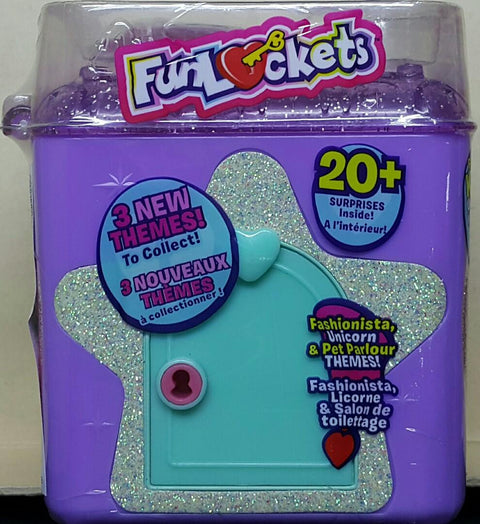 FunLockets
20+
SURPRISES
Inside!
A l'intérieur!
3 NEW
THEMES!
To Collect!
3 NOUVEAUX
THÈMES
à collectionner!
Fashionista,
Unicorn
& Pet Parlour
THEMES!
Fashionista,
Licorne
& Salon de
toilettage